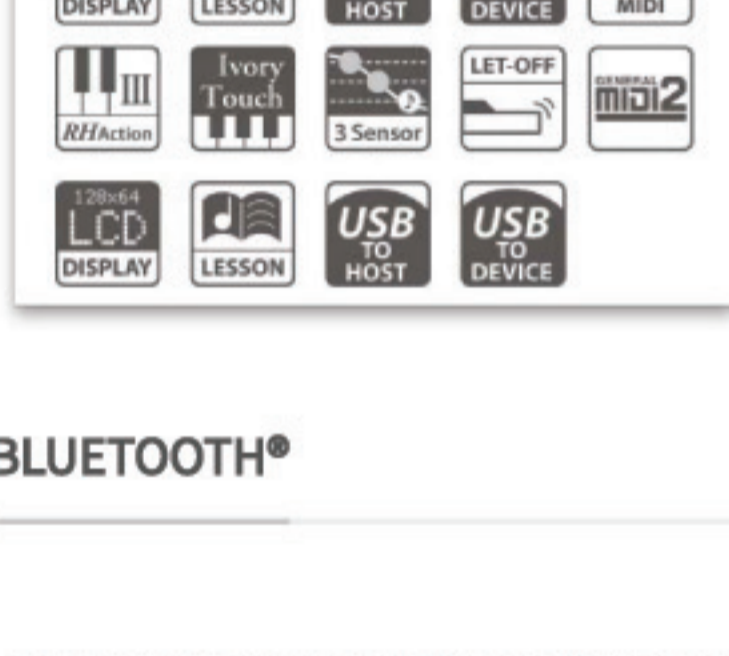 DISPLAY LESSON HOST DEVICE MIDI
III
RHAction
Ivory
Touch
3 Sensor
LET-OFF
GENERAL
MIDI2
128x64
LCD
DISPLAY
LESSON
USB
TO
HOST
USB
TO
DEVICE
BLUETOOTH®